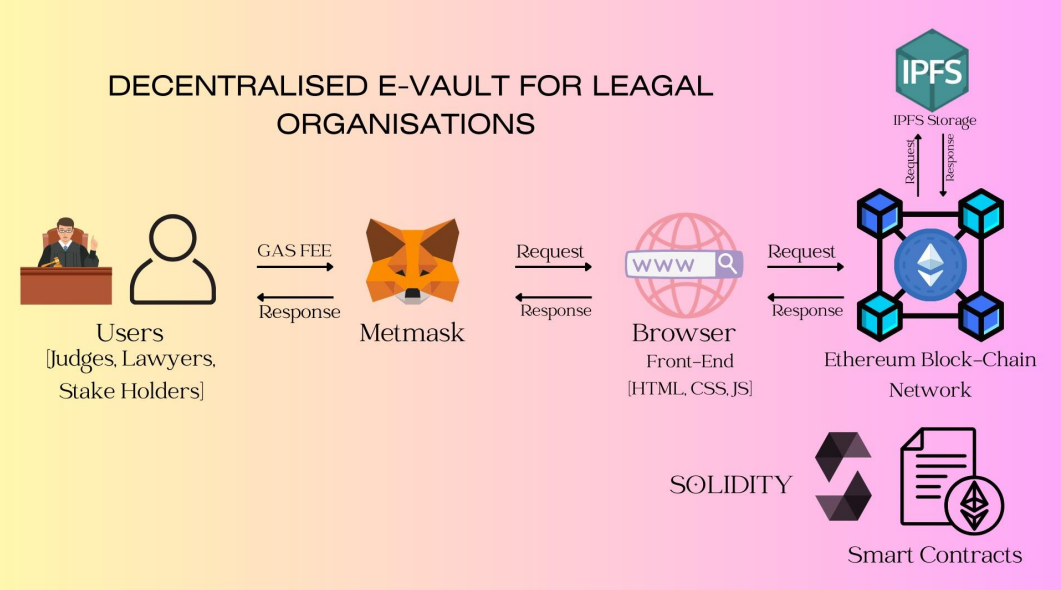 DECENTRALISED E-VAULT FOR LEAGAL
ORGANISATIONS
IPFS
IPFS Storage
Request
Response
GAS FEE
Response
Request
Response
www
Request
Response
Users
[Judges, Lawyers,
Stake Holders]
Metmask
Browser
Front-End
[HTML, CSS, JS]
Ethereum Block-Chain
Network
SOLIDITY
Smart Contracts